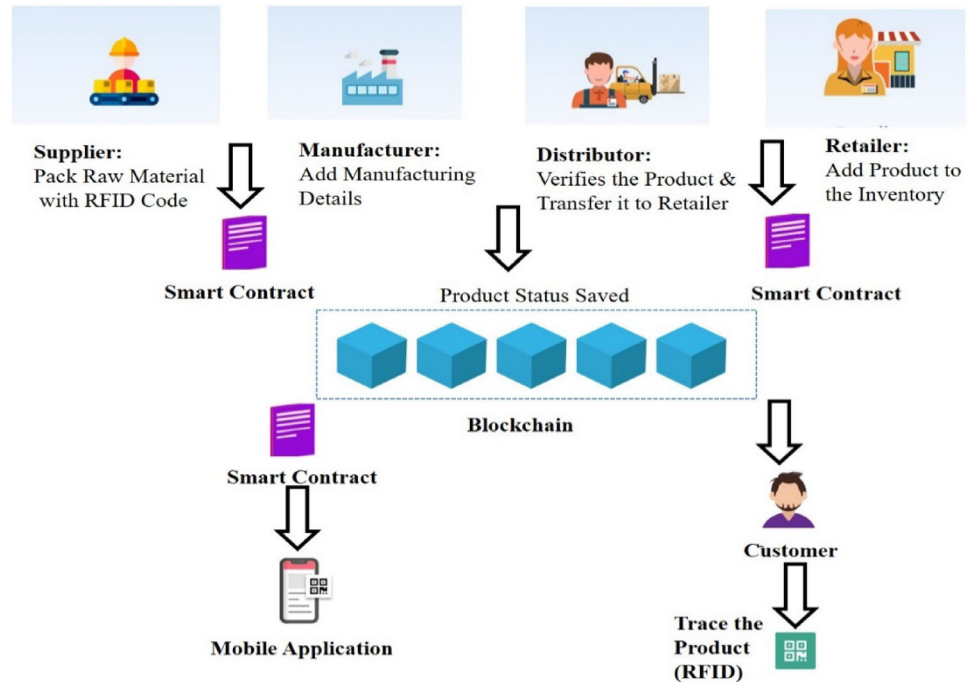 Supplier:
Pack Raw Material
with RFID Code
Manufacturer:
Add Manufacturing
Details
Distributor:
Verifies the Product &
Transfer it to Retailer
Retailer:
Add Product to
the Inventory
Smart Contract
Product Status Saved
Smart Contract
Blockchain
Smart Contract
Mobile Application
Customer
Trace the
Product
(RFID)